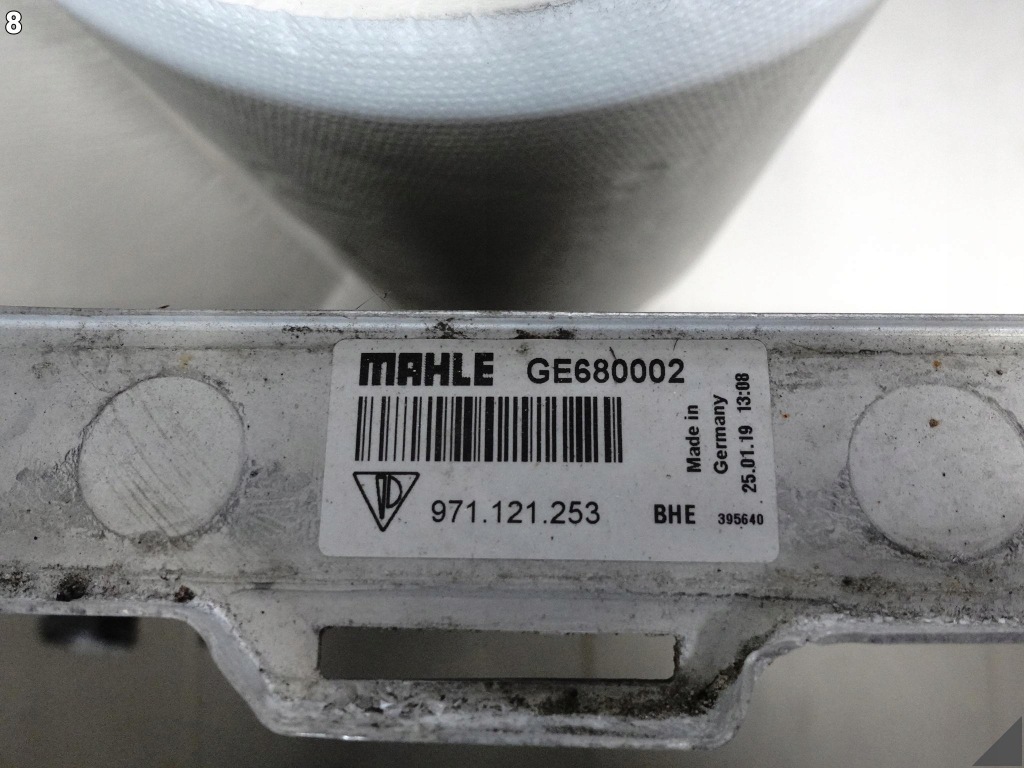 8
MAHLE GE680002
Made in
Germany
25.01.19 13:08
971.121.253
BHE 395640